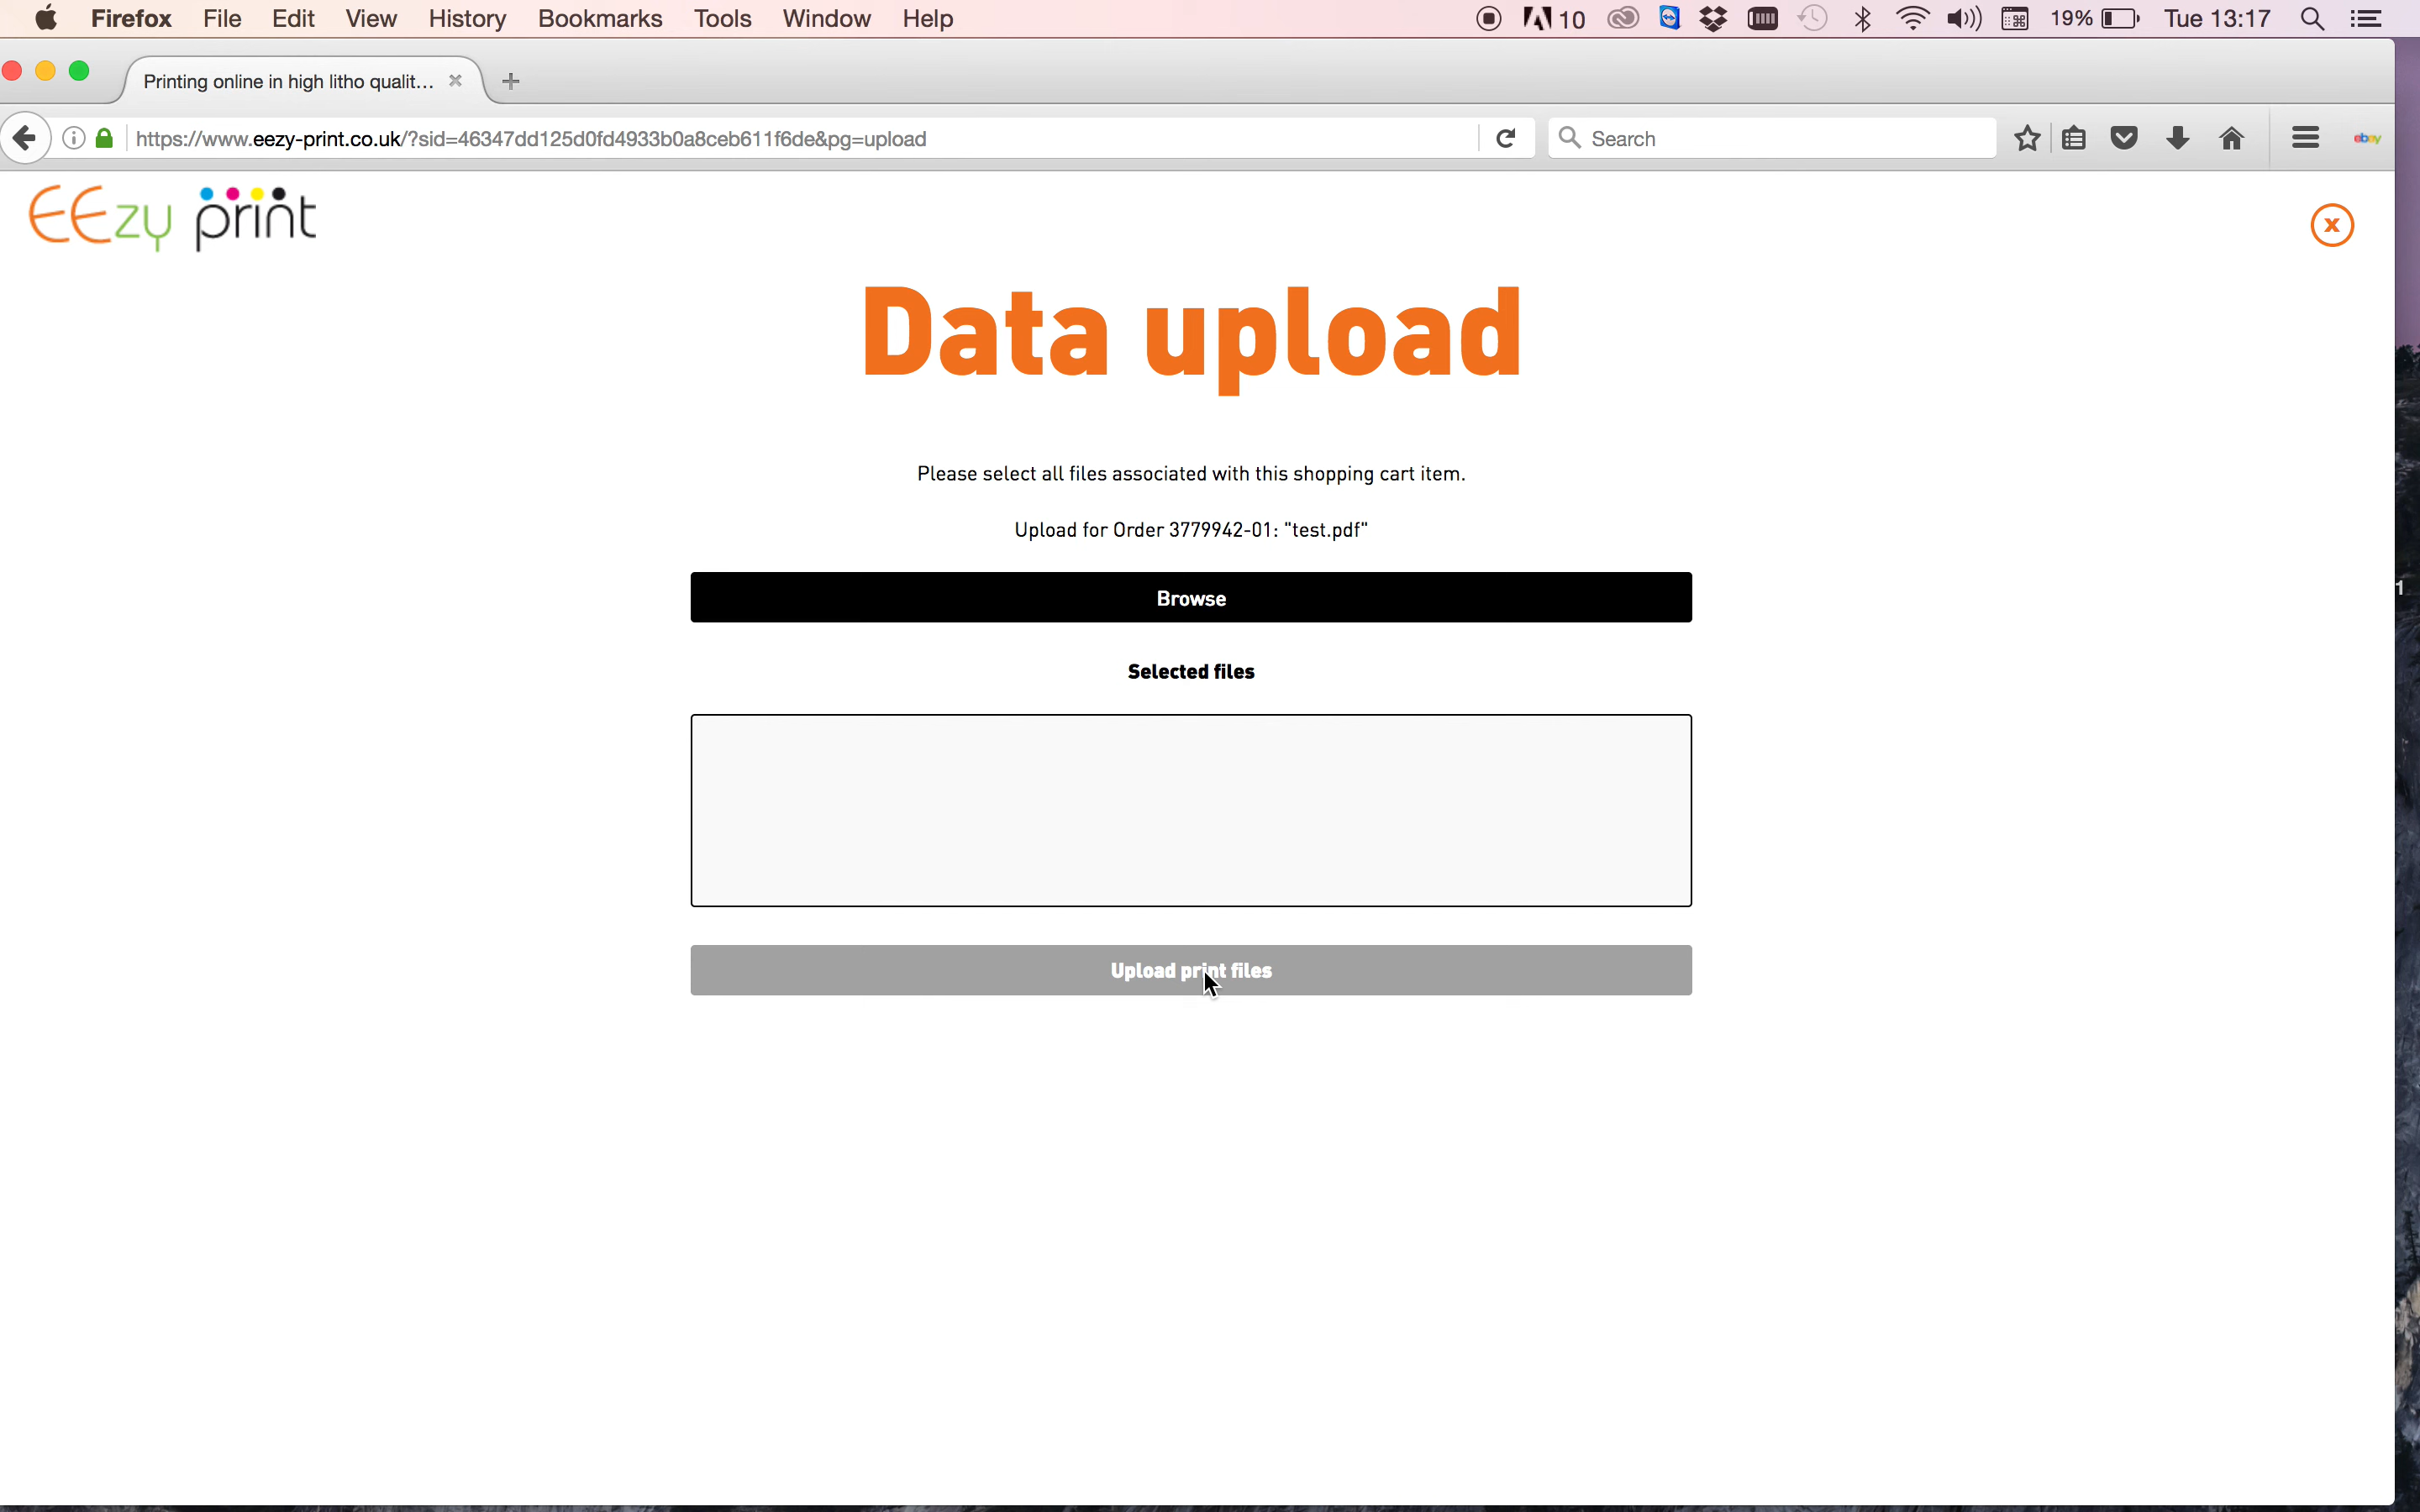 Firefox File Edit View History Bookmarks Tools Window Help 10 19% Tue 13:17
Printing online in high litho qualit...
https://www.eezy-print.co.uk/?sid=46347dd125d0fd4933b0a8ceb611f6de&pg=upload Search ebay
EEzy print
x
Data upload
Please select all files associated with this shopping cart item.
Upload for Order 3779942-01: "test.pdf"
Browse
1
Selected files
Upload print files